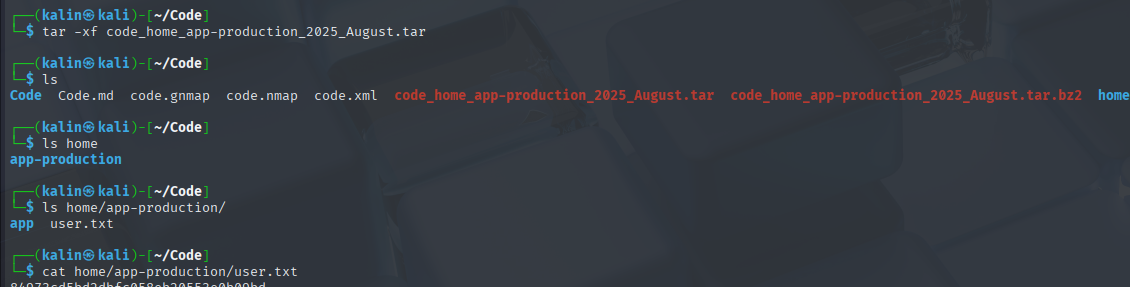 ┌──(kalin㉿kali)-[~/Code]
└─$ tar -xf code_home_app-production_2025_August.tar
┌──(kalin㉿kali)-[~/Code]
└─$ ls
Code Code.md code.gnmap code.nmap code.xml code_home_app-production_2025_August.tar code_home_app-production_2025_August.tar.bz2 home
┌──(kalin㉿kali)-[~/Code]
└─$ ls home
app-production
┌──(kalin㉿kali)-[~/Code]
└─$ ls home/app-production/
app user.txt
┌──(kalin㉿kali)-[~/Code]
└─$ cat home/app-production/user.txt